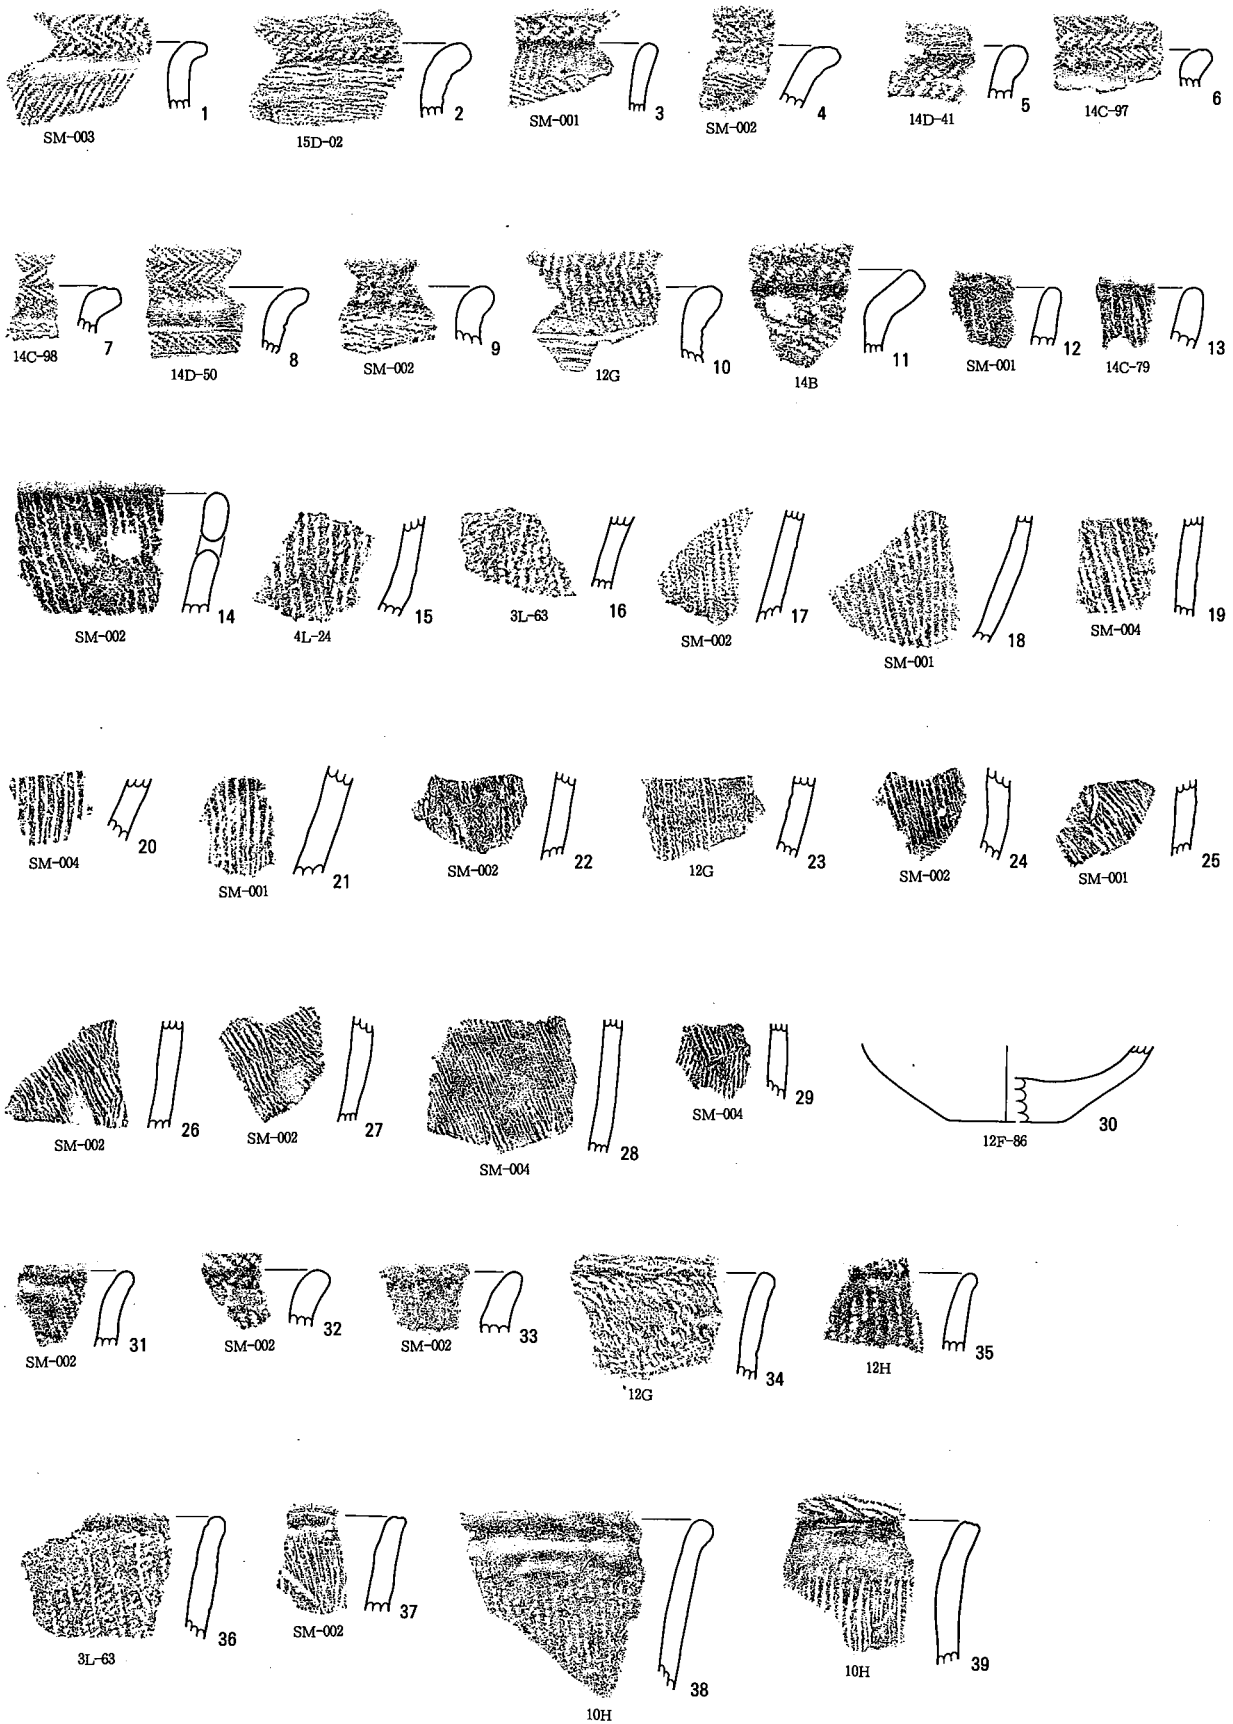 1
SM-003
2
15D-02
3
SM-001
4
SM-002
5
14D-41
6
14C-97
7
14C-98
8
14D-50
9
SM-002
10
12G
11
14B
12
SM-001
13
14C-79
14
SM-002
15
4L-24
16
3L-63
17
SM-002
18
SM-001
19
SM-004
20
SM-004
21
SM-001
22
SM-002
23
12G
24
SM-002
25
SM-001
26
SM-002
27
SM-002
28
SM-004
29
SM-004
30
12F-86
31
SM-002
32
SM-002
33
SM-002
34
12G
35
12H
36
3L-63
37
SM-002
38
10H
39
10H